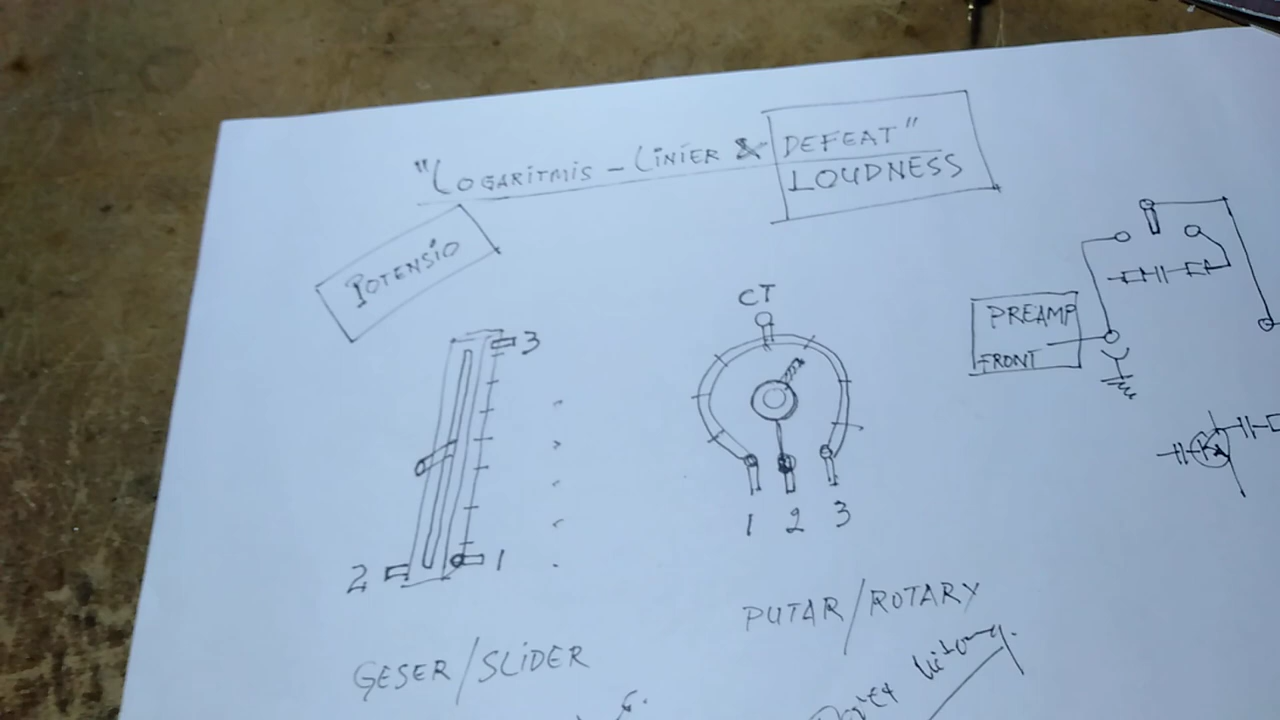 "LOGARITMIS - LINIER & DEFEAT"
LOUDNESS
POTENSIO
CT
3
2
1
1 2 3
PREAMP
FRONT
PUTAR/ROTARY
GESER/SLIDER